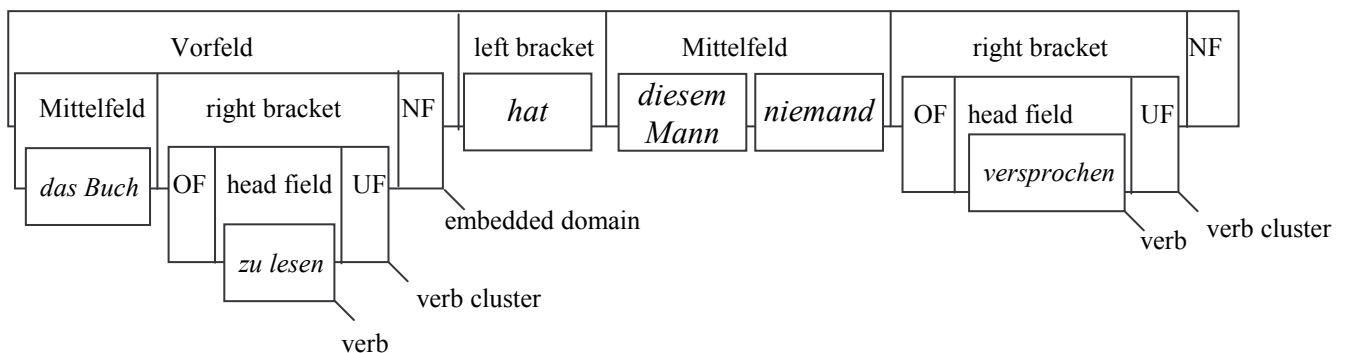 Vorfeld left bracket Mittelfeld right bracket NF
Mittelfeld right bracket NF hat diesem Mann niemand OF head field UF
das Buch OF head field UF versprochen
embedded domain
zu lesen verb verb cluster
verb cluster
verb